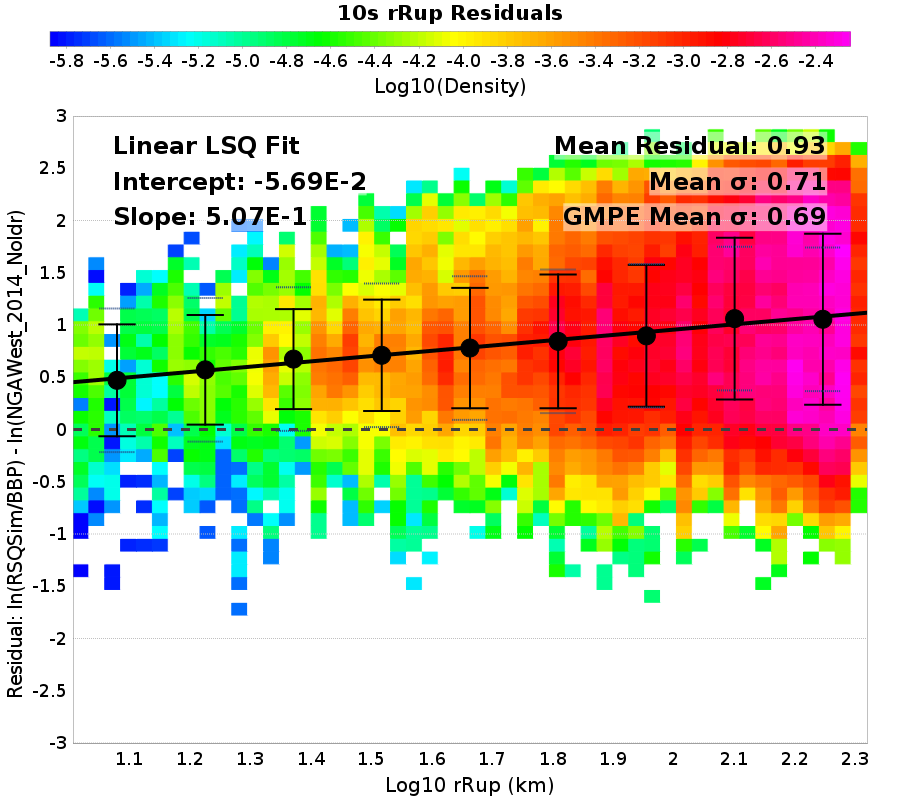 10s rRup Residuals
-5.8 -5.6 -5.4 -5.2 -5.0 -4.8 -4.6 -4.4 -4.2 -4.0 -3.8 -3.6 -3.4 -3.2 -3.0 -2.8 -2.6 -2.4
Log10(Density)
Linear LSQ Fit
Intercept: -5.69E-2
Slope: 5.07E-1
Mean Residual: 0.93
Mean σ: 0.71
GMPE Mean σ: 0.69
Residual: ln(RSQSim/BBP) - ln(NGAWest_2014_NoIdr)
3
2.5
2
1.5
1
0.5
0
-0.5
-1
-1.5
-2
-2.5
-3
1.1 1.2 1.3 1.4 1.5 1.6 1.7 1.8 1.9 2 2.1 2.2 2.3
Log10 rRup (km)